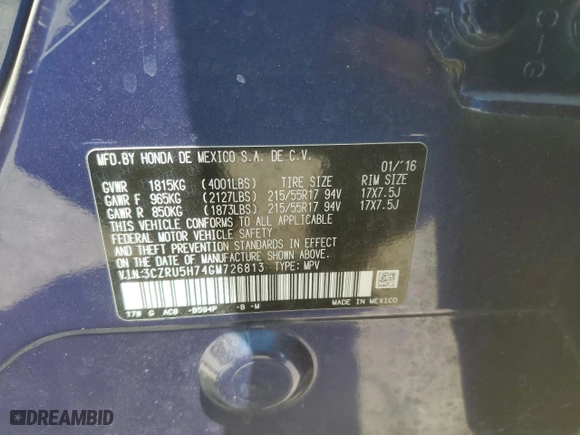 MFD.BY HONDA DE MEXICO S.A. DE C.V.
01/'16
GVWR 1815KG (4001LBS) TIRE SIZE RIM SIZE
GAWR F 965KG (2127LBS) 215/55R17 94V 17X7.5J
GAWR R 850KG (1873LBS) 215/55R17 94V 17X7.5J
THIS VEHICLE CONFORMS TO ALL APPLICABLE
FEDERAL MOTOR VEHICLE SAFETY
AND BUMPER STANDARDS IN EFFECT ON THE DATE
OF MANUFACTURE SHOWN ABOVE.
V.I.N:3CZRU5H74GM726813 TYPE: MPV
G AC8 -B594P -B -M MADE IN MEXICO
DREAMBID